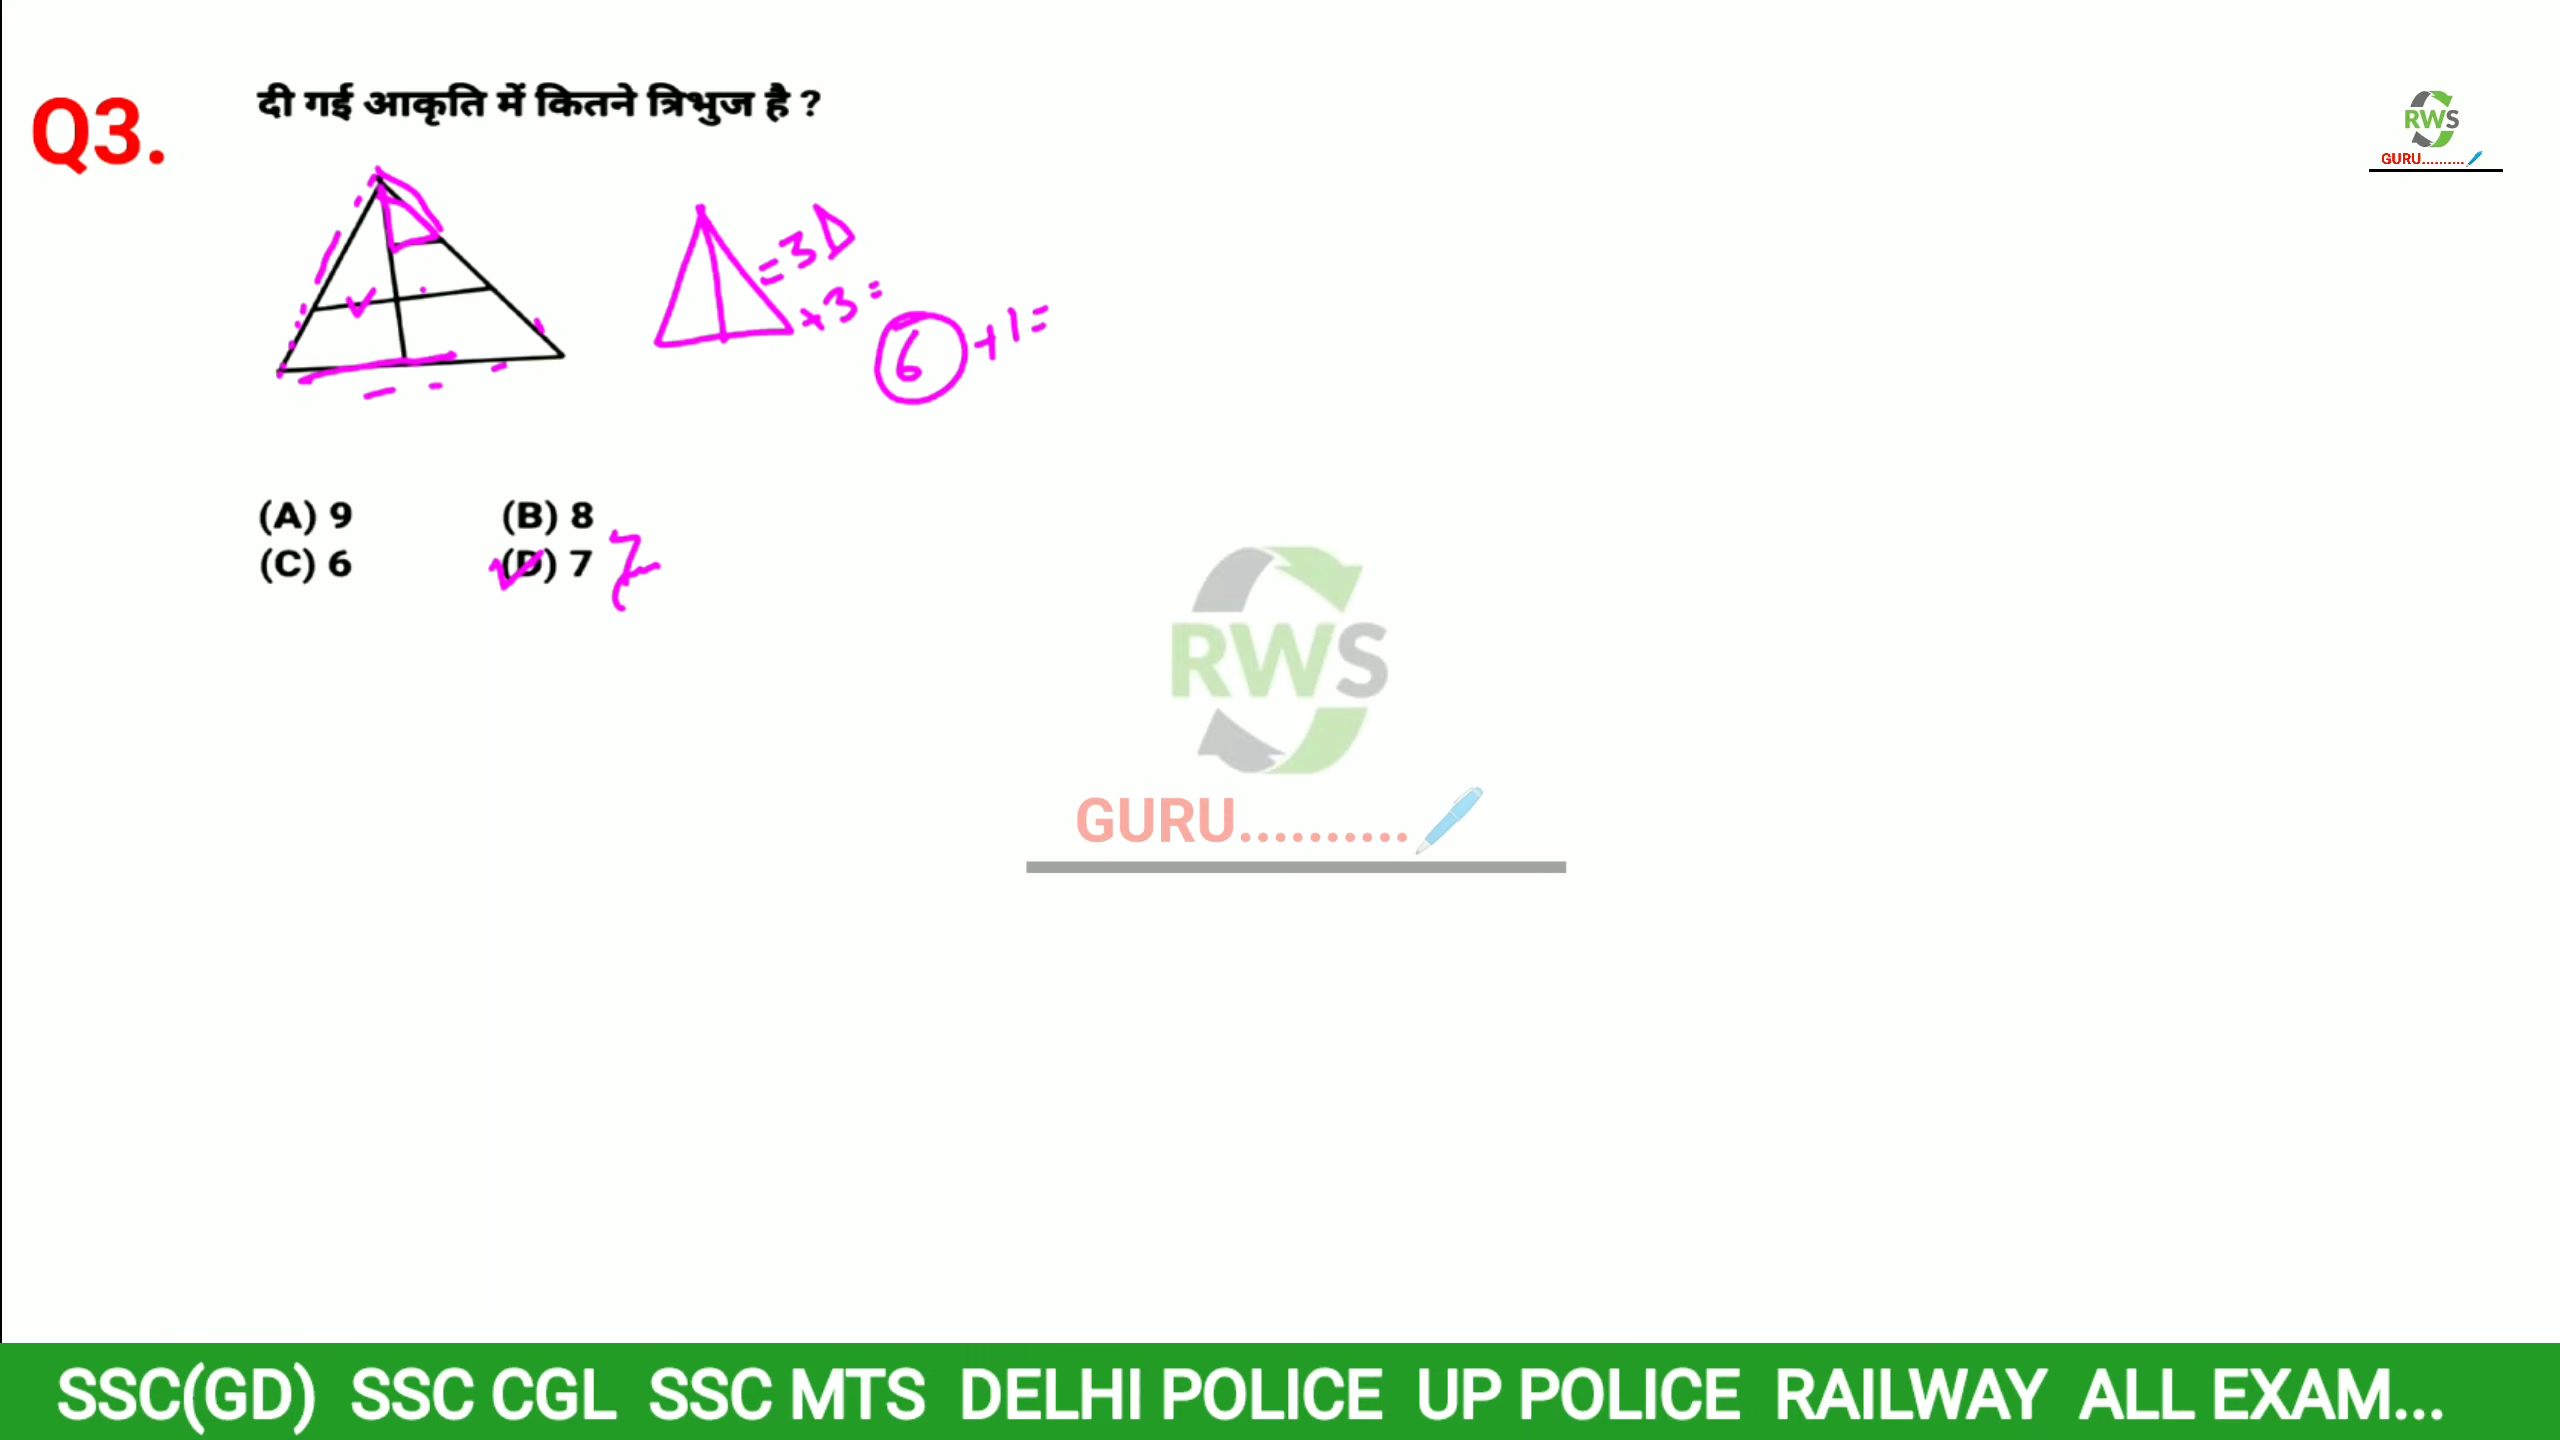 Q3. दी गई आकृति में कितने त्रिभुज है ?
RWS
GURU..........
= 3
+3 =
6 +1=
(A) 9 (B) 8
(C) 6 (D) 7 7
RWS
GURU..........
SSC(GD) SSC CGL SSC MTS DELHI POLICE UP POLICE RAILWAY ALL EXAM...